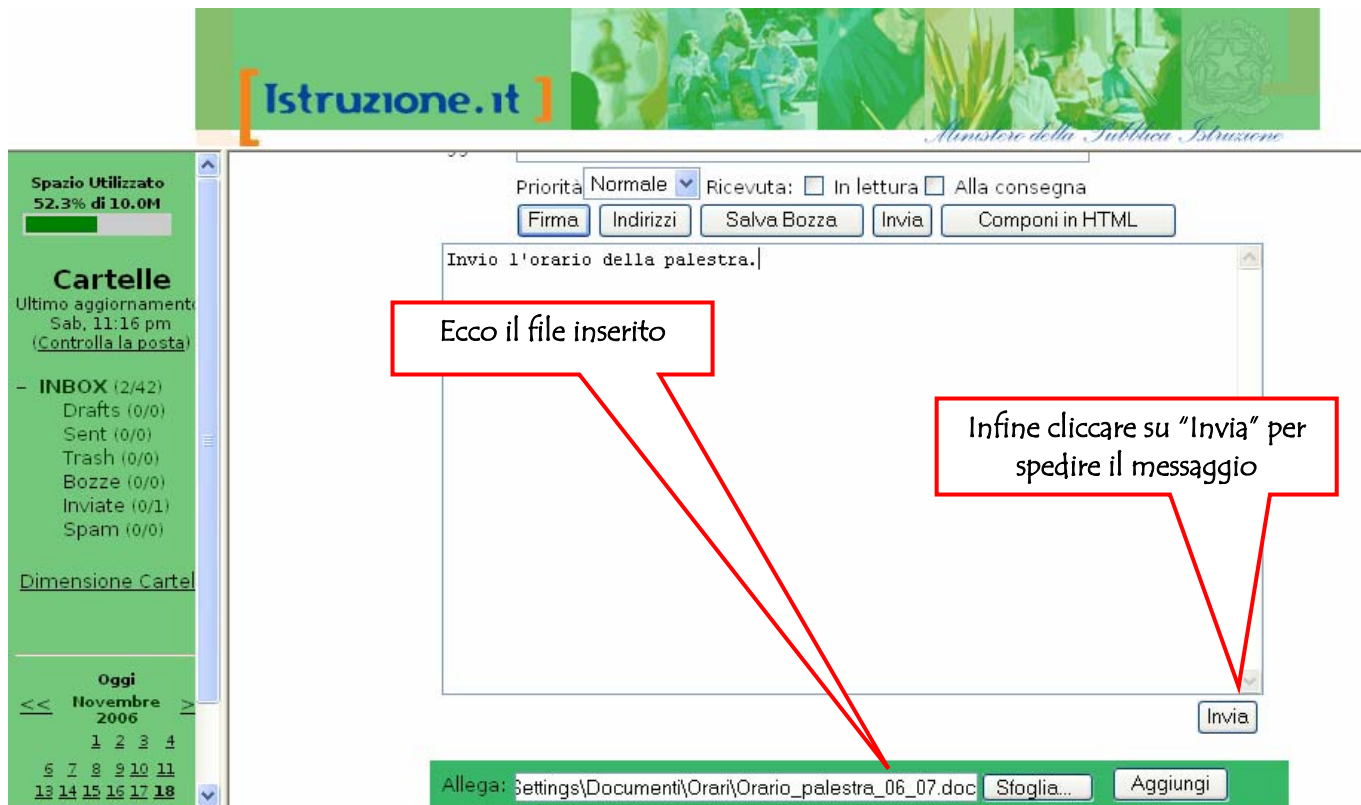 [Istruzione.it]
Ministero della Pubblica Istruzione
Spazio Utilizzato
52.3% di 10.0M
Cartelle
Ultimo aggiornamento
Sab, 11:16 pm
(Controlla la posta)
– INBOX (2/42)
Drafts (0/0)
Sent (0/0)
Trash (0/0)
Bozze (0/0)
Inviate (0/1)
Spam (0/0)
Dimensione Cartel
Oggi
<< Novembre >
2006
1 2 3 4
6 7 8 9 10 11
13 14 15 16 17 18
Priorità Normale Ricevuta: In lettura Alla consegna
Firma Indirizzi Salva Bozza Invia Componi in HTML
Invio l'orario della palestra.
Ecco il file inserito
Infine cliccare su "Invia" per
spedire il messaggio
Invia
Allega: Settings\Documenti\Orari\Orario_palestra_06_07.doc Sfoglia... Aggiungi